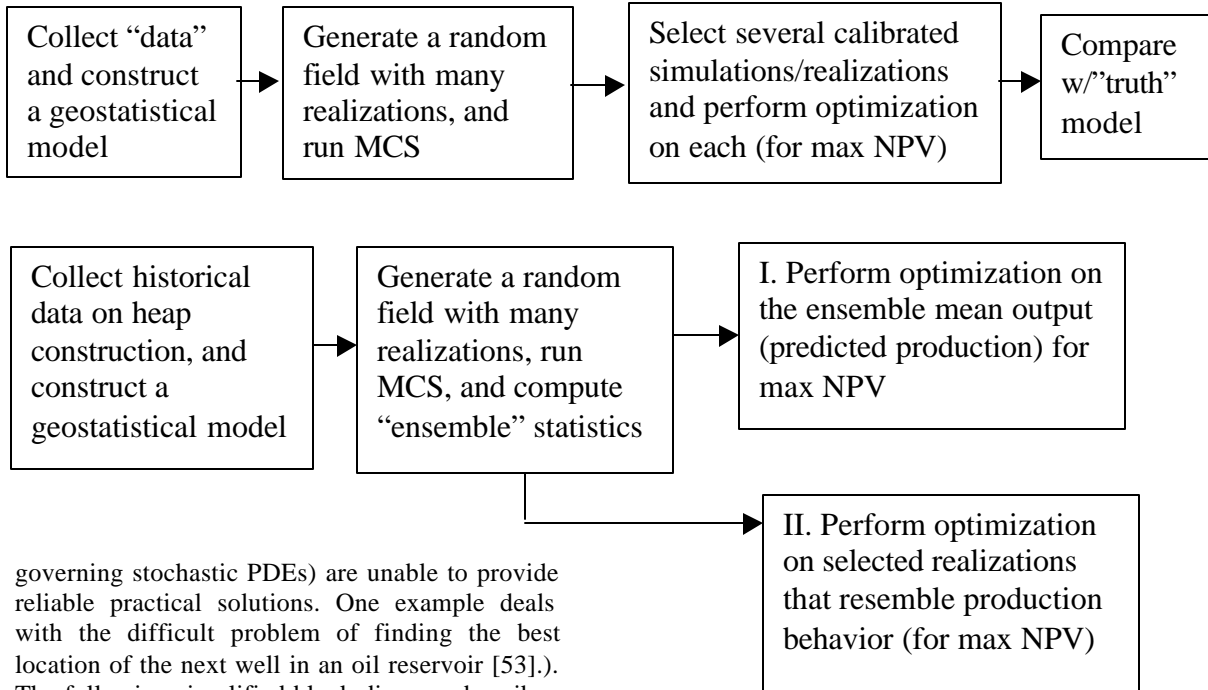 Collect “data”
and construct
a geostatistical
model
Generate a random
field with many
realizations, and
run MCS
Select several calibrated
simulations/realizations
and perform optimization
on each (for max NPV)
Compare
w/”truth”
model
Collect historical
data on heap
construction, and
construct a
geostatistical model
Generate a random
field with many
realizations, run
MCS, and compute
“ensemble” statistics
I. Perform optimization on
the ensemble mean output
(predicted production) for
max NPV
II. Perform optimization
on selected realizations
that resemble production
behavior (for max NPV)
governing stochastic PDEs) are unable to provide
reliable practical solutions. One example deals
with the difficult problem of finding the best
location of the next well in an oil reservoir [53].).